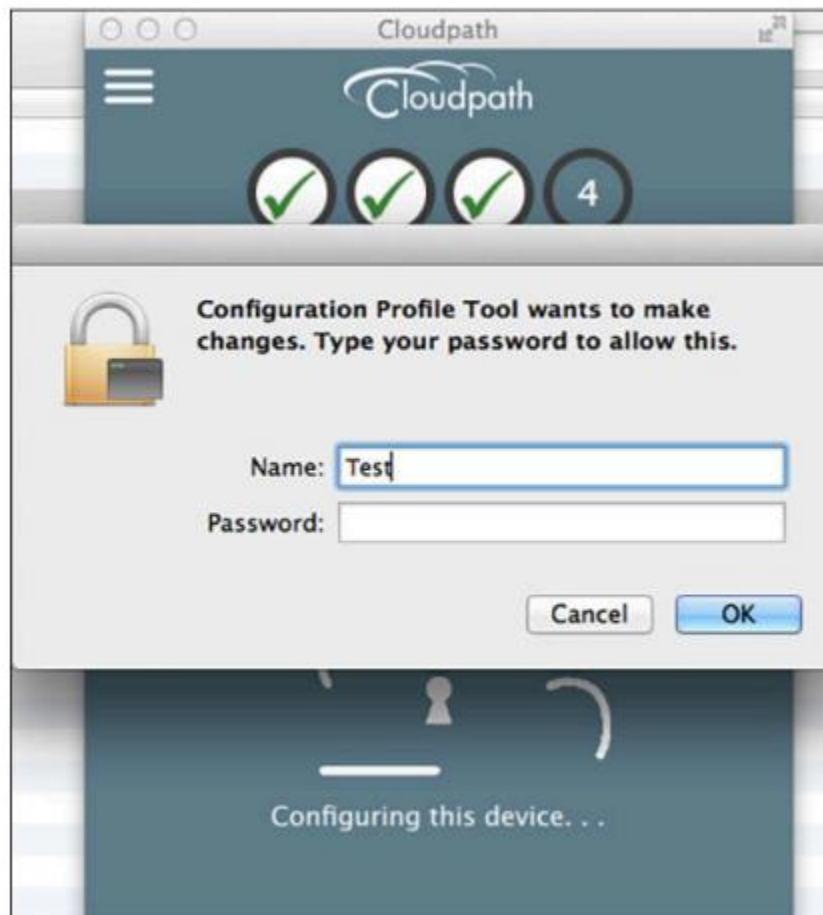 Cloudpath
Cloudpath
4
Configuration Profile Tool wants to make
changes. Type your password to allow this.
Name: Test
Password:
Cancel OK
Configuring this device. . .